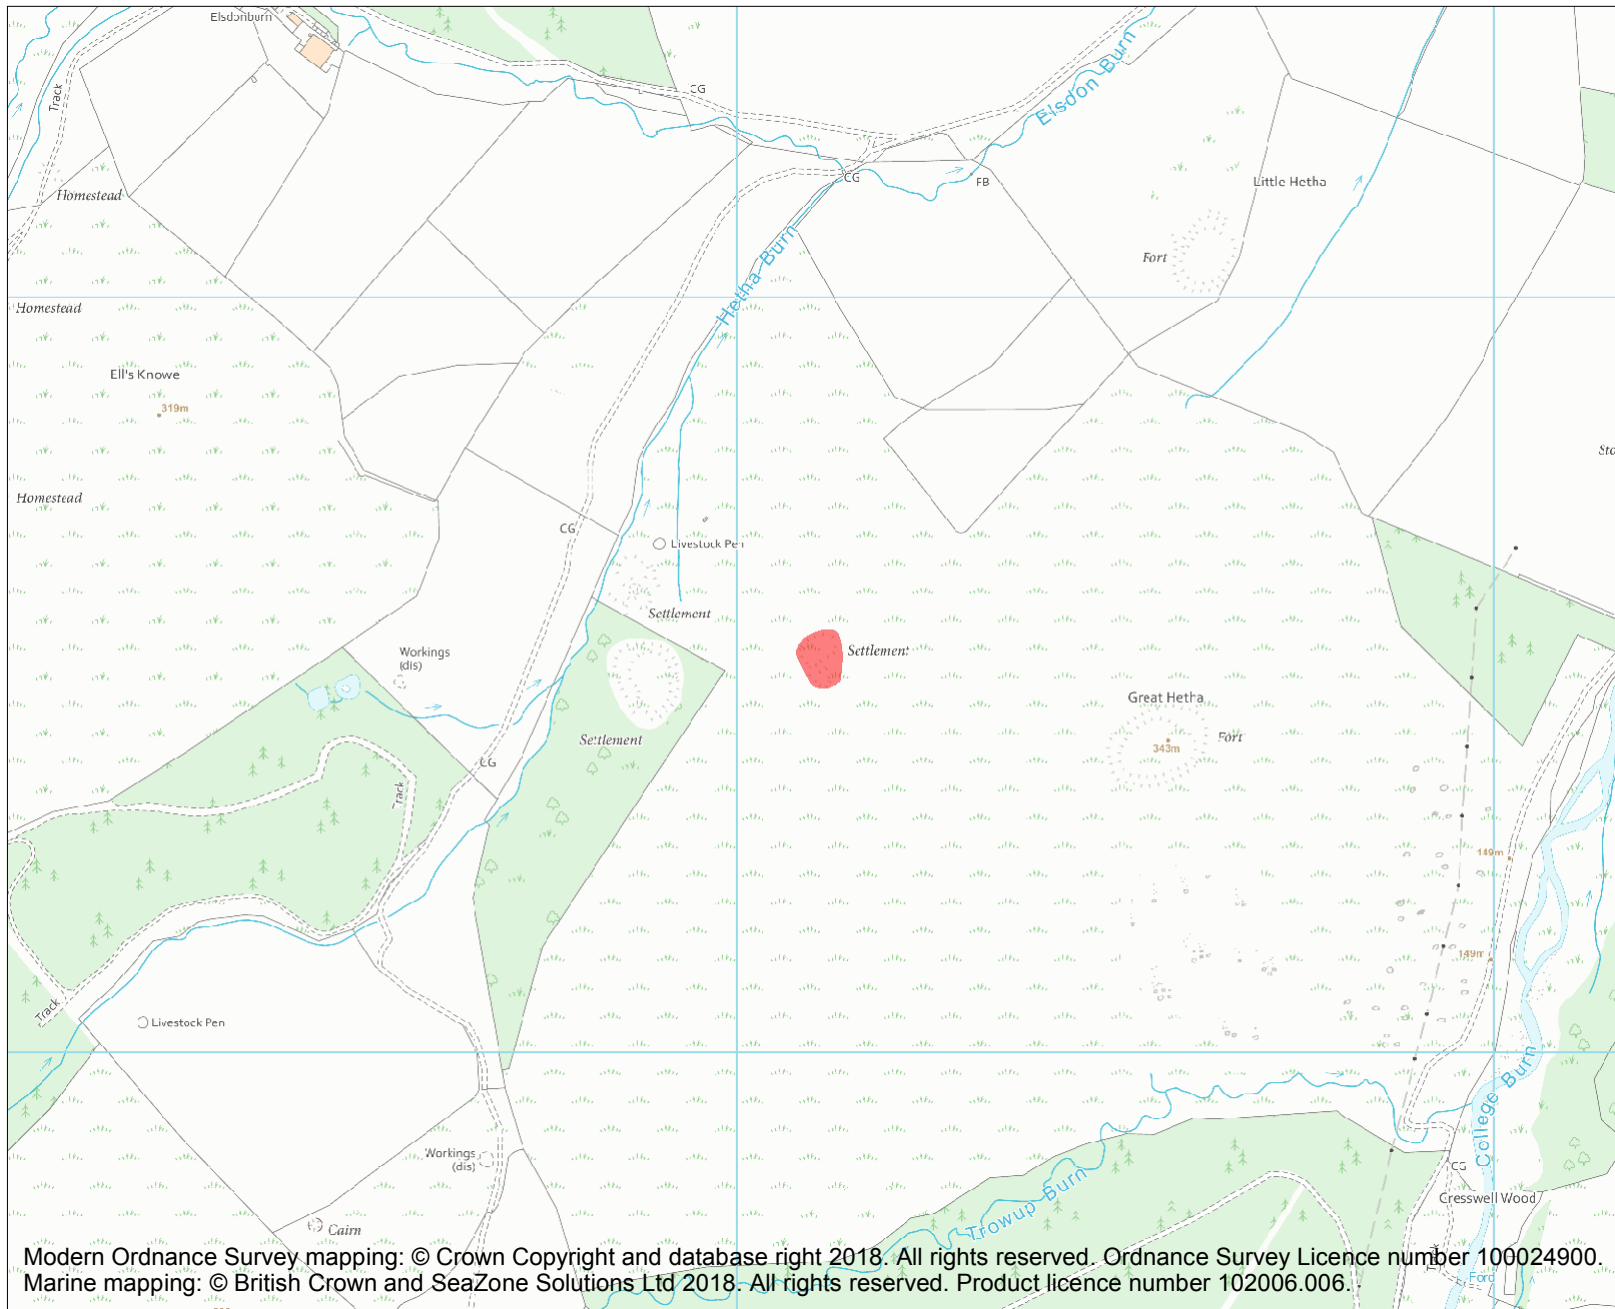 Elsdonburn
Track
CG
Elsdon Burn
Homestead
CG
FB
Little Hetha
Hetha Burn
Fort
Homestead
Ell's Knowe
319m
Homestead
CG
Livestock Pen
Settlement
Workings
(dis)
Settlement
Great Hetha
Settlement
343m
Fort
CG
Track
149m
149m
Track
Livestock Pen
College Burn
Workings
(dis)
CG
Cresswell Wood
Trowup Burn
Cairn
Modern Ordnance Survey mapping: © Crown Copyright and database right 2018. All rights reserved. Ordnance Survey Licence number 100024900.
Track
Marine mapping: © British Crown and SeaZone Solutions Ltd 2018. All rights reserved. Product licence number 102006.006.
Ford